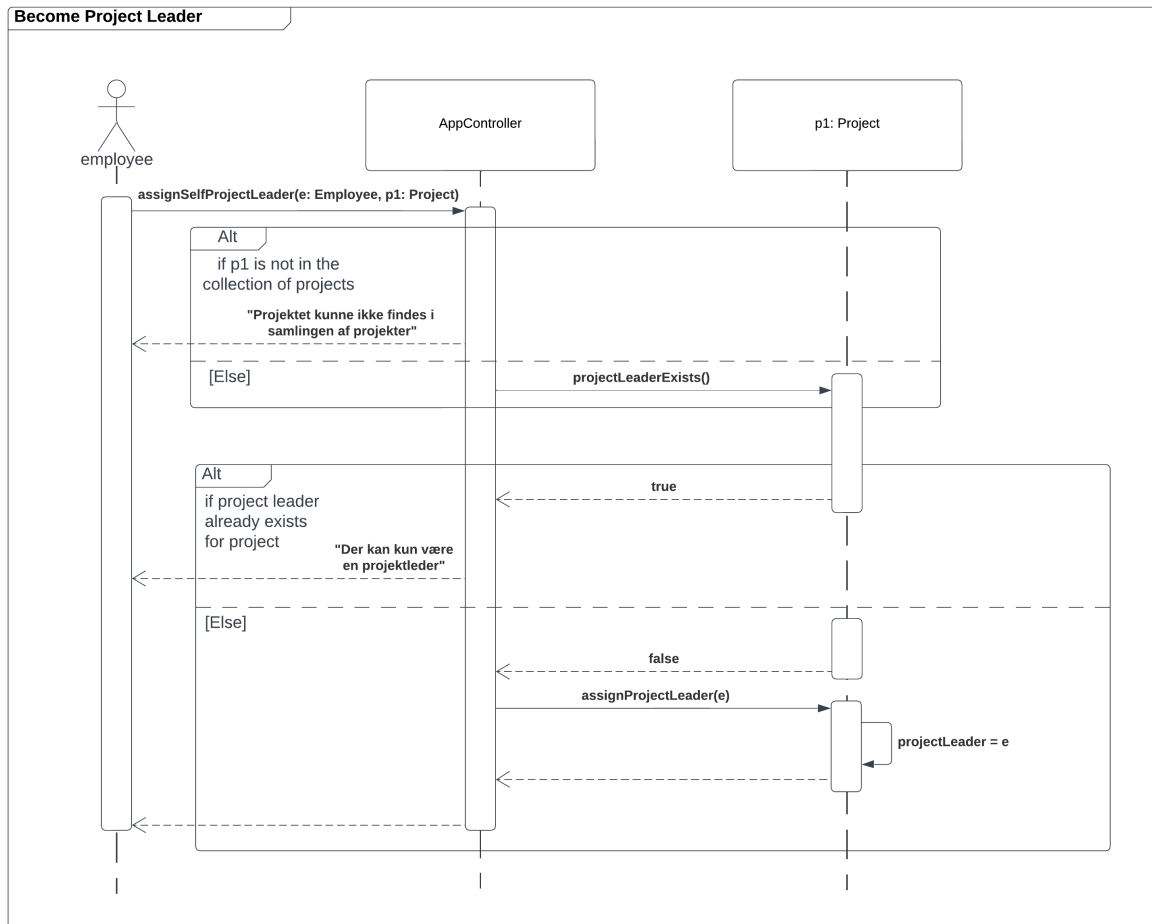 Become Project Leader
AppController
p1: Project
employee
assignSelfProjectLeader(e: Employee, p1: Project)
Alt
if p1 is not in the
collection of projects
"Projektet kunne ikke findes i
samlingen af projekter"
[Else]
projectLeaderExists()
Alt
true
if project leader
already exists
for project
"Der kan kun være
en projektleder"
[Else]
false
assignProjectLeader(e)
projectLeader = e